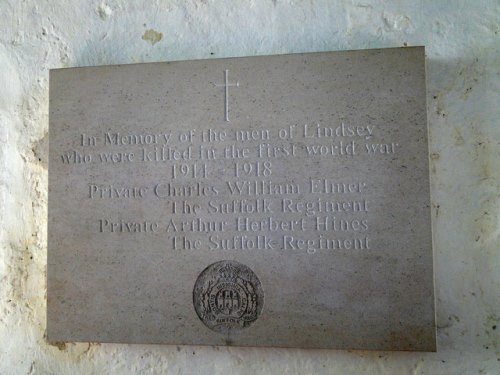 In Memory of the men of Lindsey
who were killed in the first world war
1914 - 1918
Private Charles William Elmer
The Suffolk Regiment
Private Arthur Herbert Hines
The Suffolk Regiment